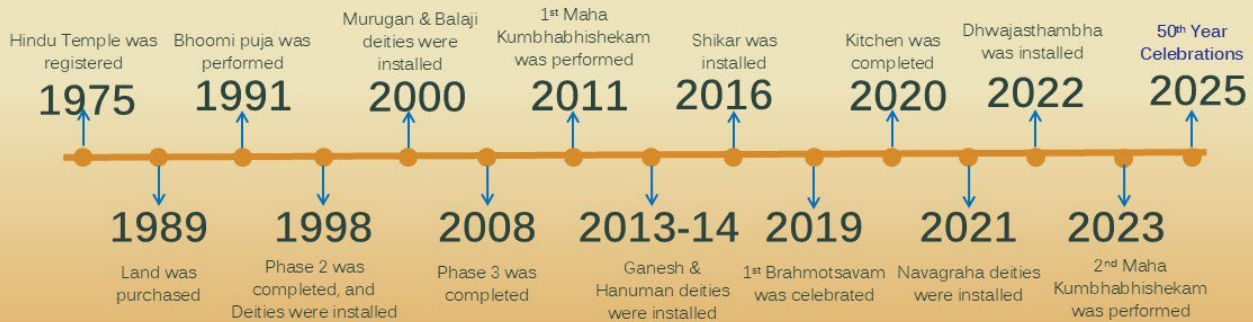 Hindu Temple was
registered
1975
Bhoomi puja was
performed
1991
Murugan & Balaji
deities were
installed
2000
1st Maha
Kumbhabhishekam
was performed
2011
Shikar was
installed
2016
Kitchen was
completed
2020
Dhwajasthambha
was installed
2022
50th Year
Celebrations
2025
1989
Land was
purchased
1998
Phase 2 was
completed, and
Deities were installed
2008
Phase 3 was
completed
2013-14
Ganesh &
Hanuman deities
were installed
2019
1st Brahmotsavam
was celebrated
2021
Navagraha deities
were installed
2023
2nd Maha
Kumbhabhishekam
was performed